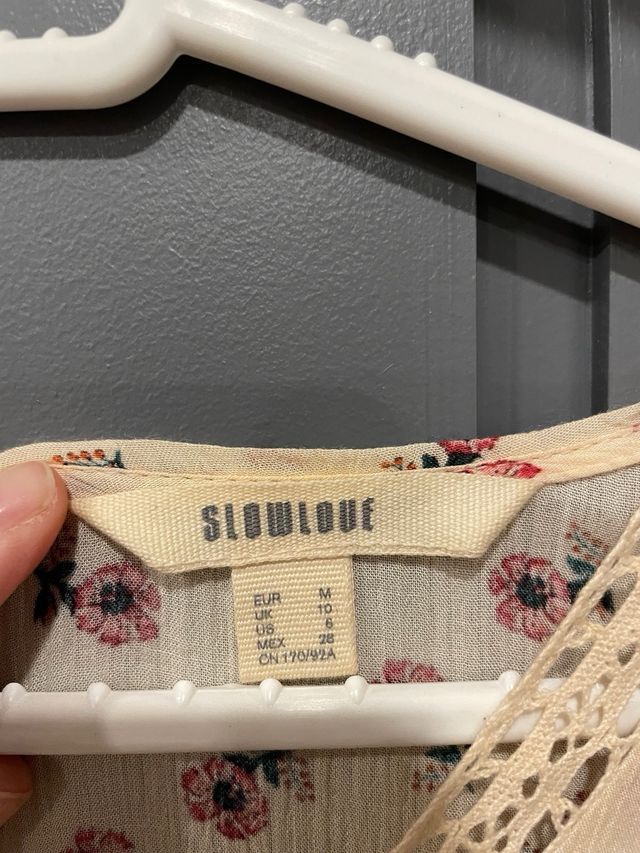 SLOWLOVE
EUR M
UK 10
US 6
MEX 28
CN 170/92A